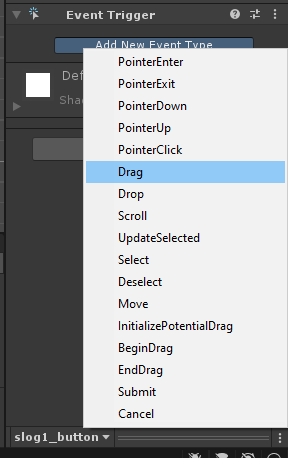 Event Trigger
Add New Event Type
PointerEnter
Def
PointerExit
Sha
PointerDown
PointerUp
PointerClick
Drag
Drop
Scroll
UpdateSelected
Select
Deselect
Move
InitializePotentialDrag
BeginDrag
EndDrag
Submit
Cancel
slog1_button